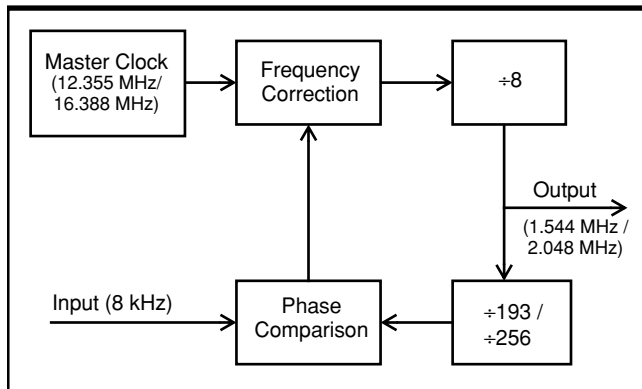 Master Clock
(12.355 MHz/
16.388 MHz)
Frequency
Correction
÷8
Output
(1.544 MHz /
2.048 MHz)
Input (8 kHz)
Phase
Comparison
÷193 /
÷256